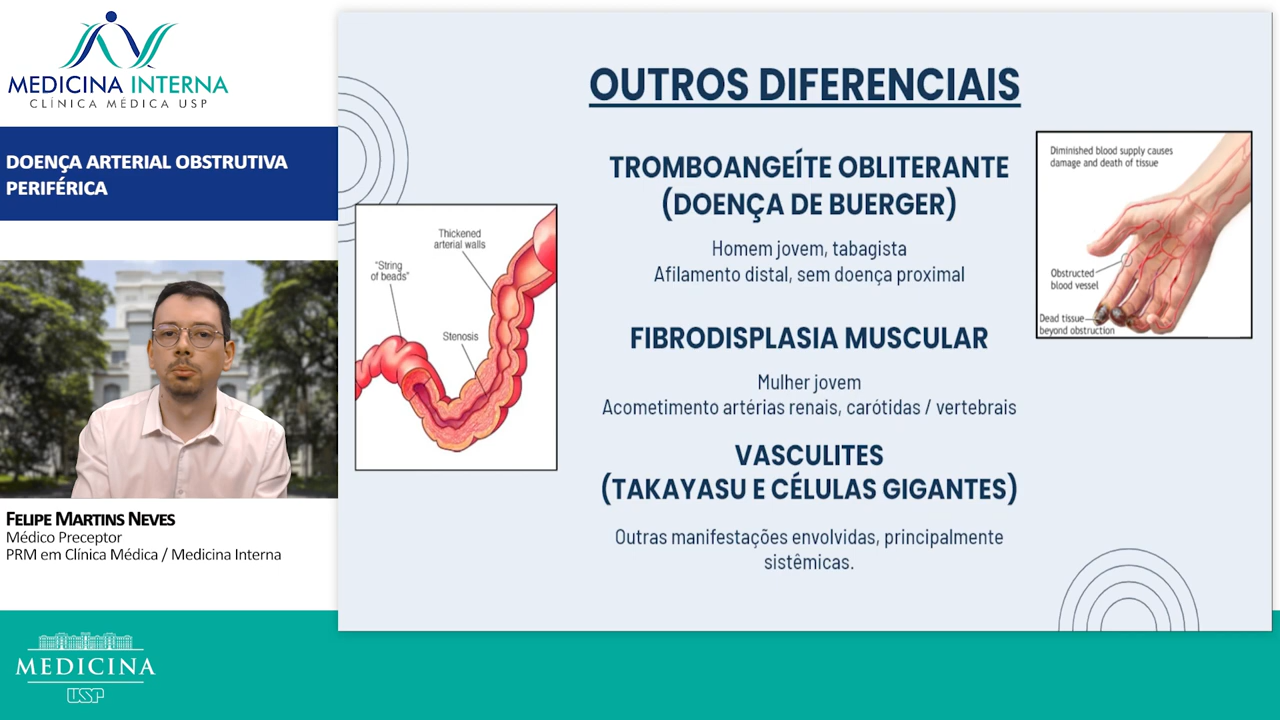 MEDICINA INTERNA
CLÍNICA MÉDICA USP
DOENÇA ARTERIAL OBSTRUTIVA
PERIFÉRICA
FELIPE MARTINS NEVES
Médico Preceptor
PRM em Clínica Médica / Medicina Interna
MEDICINA
USP
OUTROS DIFERENCIAIS
TROMBOANGEÍTE OBLITERANTE
(DOENÇA DE BUERGER)
Homem jovem, tabagista
Afilamento distal, sem doença proximal
FIBRODISPLASIA MUSCULAR
Mulher jovem
Acometimento artérias renais, carótidas / vertebrais
VASCULITES
(TAKAYASU E CÉLULAS GIGANTES)
Outras manifestações envolvidas, principalmente
sistêmicas.
Thickened
arterial walls
"String
of beads"
Stenosis
Diminished blood supply causes
damage and death of tissue
Obstructed
blood vessel
Dead tissue
beyond obstruction